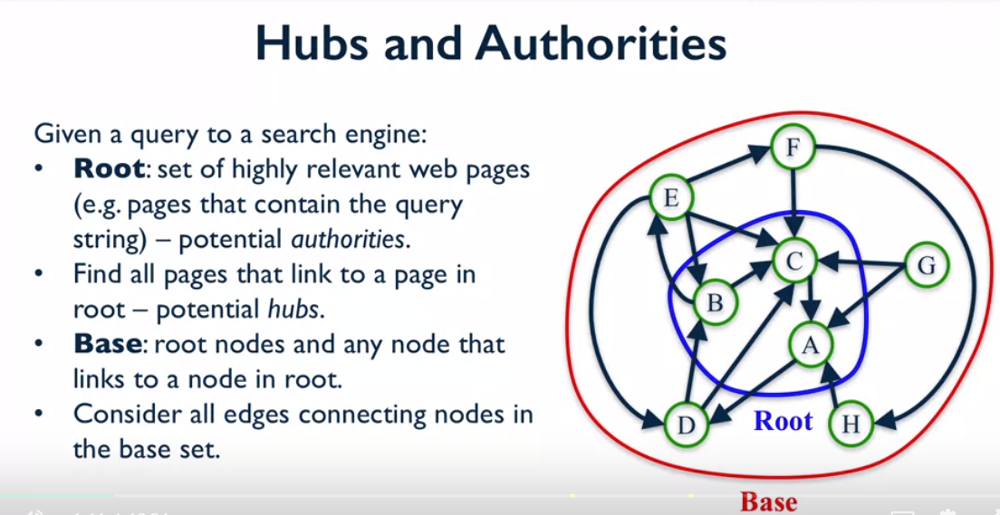 Hubs and Authorities
Given a query to a search engine:
• Root: set of highly relevant web pages
(e.g. pages that contain the query
string) – potential authorities.
• Find all pages that link to a page in
root – potential hubs.
• Base: root nodes and any node that
links to a node in root.
• Consider all edges connecting nodes in
the base set.
F
E
C
G
B
A
D
Root
H
Base